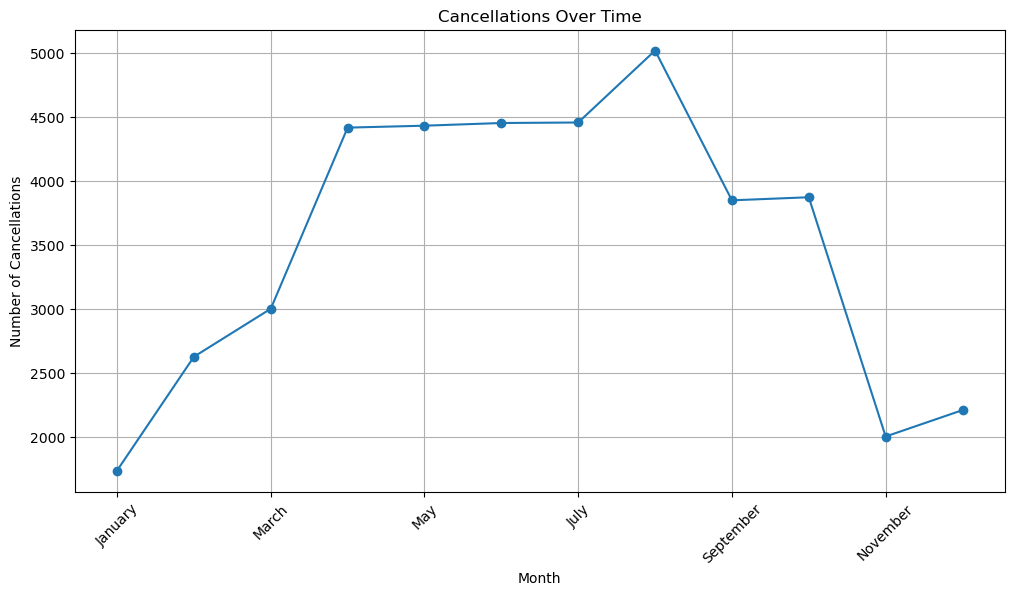 Cancellations Over Time
Number of Cancellations
5000
4500
4000
3500
3000
2500
2000
January
March
May
July
September
November
Month